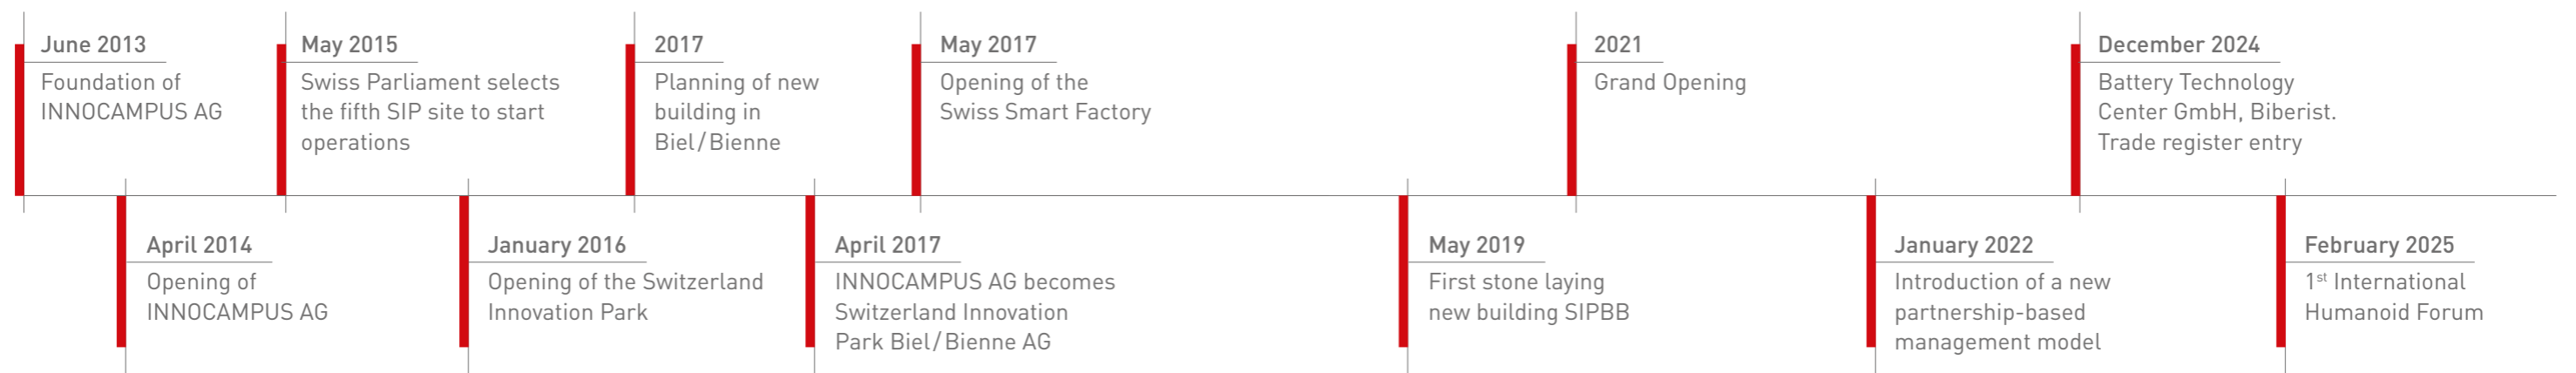 June 2013
Foundation of
INNOCAMPUS AG
April 2014
Opening of
INNOCAMPUS AG
May 2015
Swiss Parliament selects
the fifth SIP site to start
operations
January 2016
Opening of the Switzerland
Innovation Park
2017
Planning of new
building in
Biel/Bienne
April 2017
INNOCAMPUS AG becomes
Switzerland Innovation
Park Biel/Bienne AG
May 2017
Opening of the
Swiss Smart Factory
May 2019
First stone laying
new building SIPBB
2021
Grand Opening
January 2022
Introduction of a new
partnership-based
management model
December 2024
Battery Technology
Center GmbH, Biberist.
Trade register entry
February 2025
1st International
Humanoid Forum